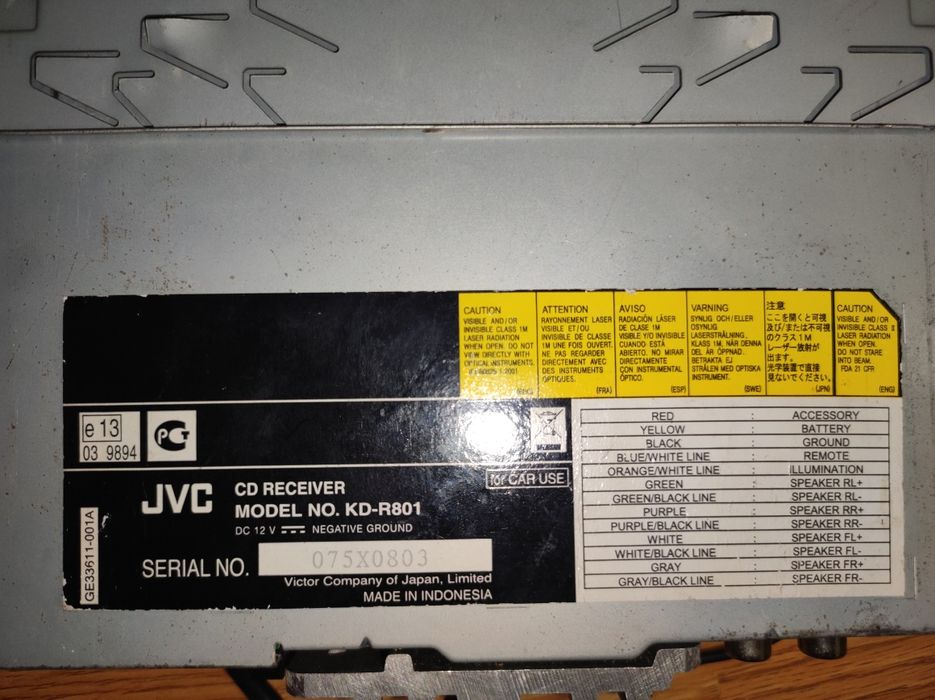 CAUTION
VISIBLE AND/OR
INVISIBLE CLASS 1M
LASER RADIATION
WHEN OPEN. DO NOT
VIEW DIRECTLY WITH
OPTICAL INSTRUMENTS.
(ENG)
ATTENTION
RAYONNEMENT LASER
VISIBLE ET/OU
INVISIBLE DE CLASSE
1M UNE FOIS OUVERT.
NE PAS REGARDER
DIRECTEMENT AVEC
DES INSTRUMENTS
OPTIQUES.
(FRA)
AVISO
RADIACIÓN LÁSER
DE CLASE 1M
VISIBLE Y/O INVISIBLE
CUANDO ESTÁ
ABIERTO. NO MIRAR
DIRECTAMENTE
CON INSTRUMENTAL
ÓPTICO.
(ESP)
VARNING
SYNLIG OCH/ELLER
OSYNLIG
LASERSTRÅLNING,
KLASS 1M, NÄR DENNA
DEL ÄR ÖPPNAD.
BETRAKTA EJ
STRÅLEN MED OPTISKA
INSTRUMENT.
(SWE)
注意
ここを開くと可視
及び/または不可視
のクラス1M
レーザー放射が
出ます。
光学装置で直接
見ないでください。
(JPN)
CAUTION
VISIBLE AND/OR
INVISIBLE CLASS II
LASER RADIATION
WHEN OPEN.
DO NOT STARE
INTO BEAM.
FDA 21 CFR
(ENG)
e 13
03 9894
PCT
for CAR USE
JVC
CD RECEIVER
MODEL NO. KD-R801
DC 12 V NEGATIVE GROUND
SERIAL NO. 075X0803
Victor Company of Japan, Limited
MADE IN INDONESIA
GE33611-001A
RED : ACCESSORY
YELLOW : BATTERY
BLACK : GROUND
BLUE/WHITE LINE : REMOTE
ORANGE/WHITE LINE : ILLUMINATION
GREEN : SPEAKER RL+
GREEN/BLACK LINE : SPEAKER RL-
PURPLE : SPEAKER RR+
PURPLE/BLACK LINE : SPEAKER RR-
WHITE : SPEAKER FL+
WHITE/BLACK LINE : SPEAKER FL-
GRAY : SPEAKER FR+
GRAY/BLACK LINE : SPEAKER FR-